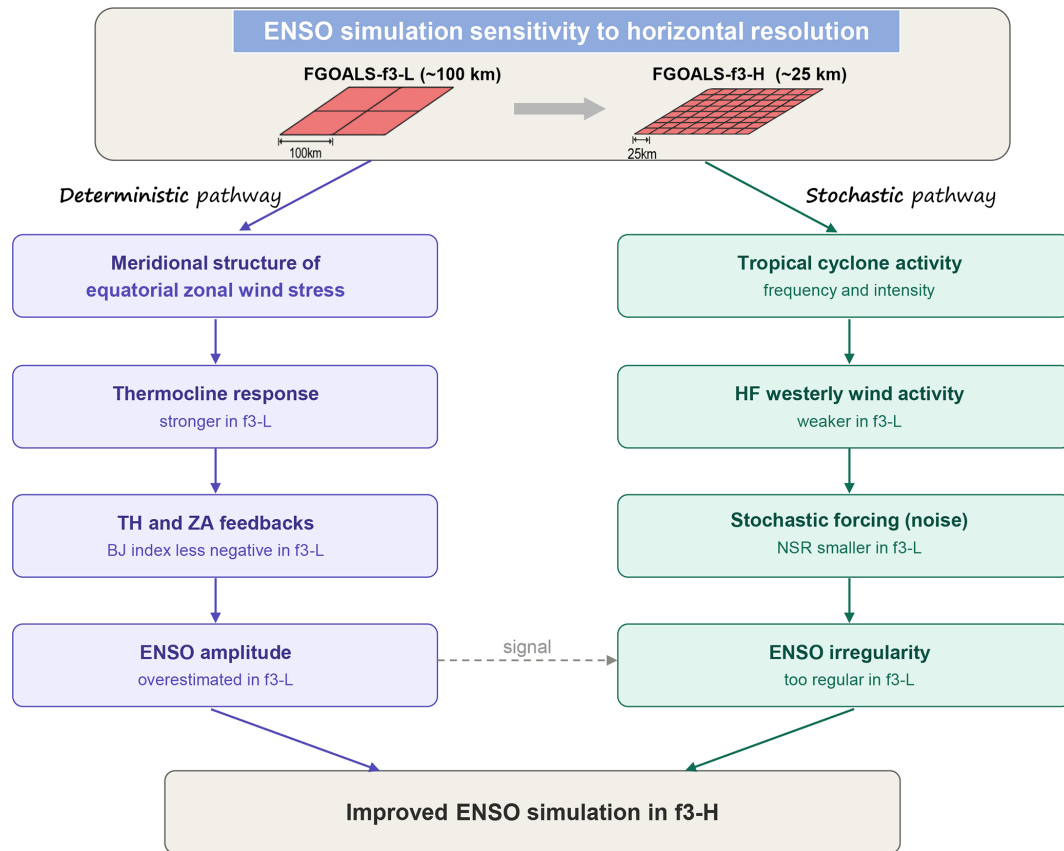 ENSO simulation sensitivity to horizontal resolution
FGOALS-f3-L (~100 km)
FGOALS-f3-H (~25 km)
100km
25km
Deterministic pathway
Stochastic pathway
Meridional structure of
equatorial zonal wind stress
Thermocline response
stronger in f3-L
TH and ZA feedbacks
BJ index less negative in f3-L
ENSO amplitude
overestimated in f3-L
signal
Tropical cyclone activity
frequency and intensity
HF westerly wind activity
weaker in f3-L
Stochastic forcing (noise)
NSR smaller in f3-L
ENSO irregularity
too regular in f3-L
Improved ENSO simulation in f3-H